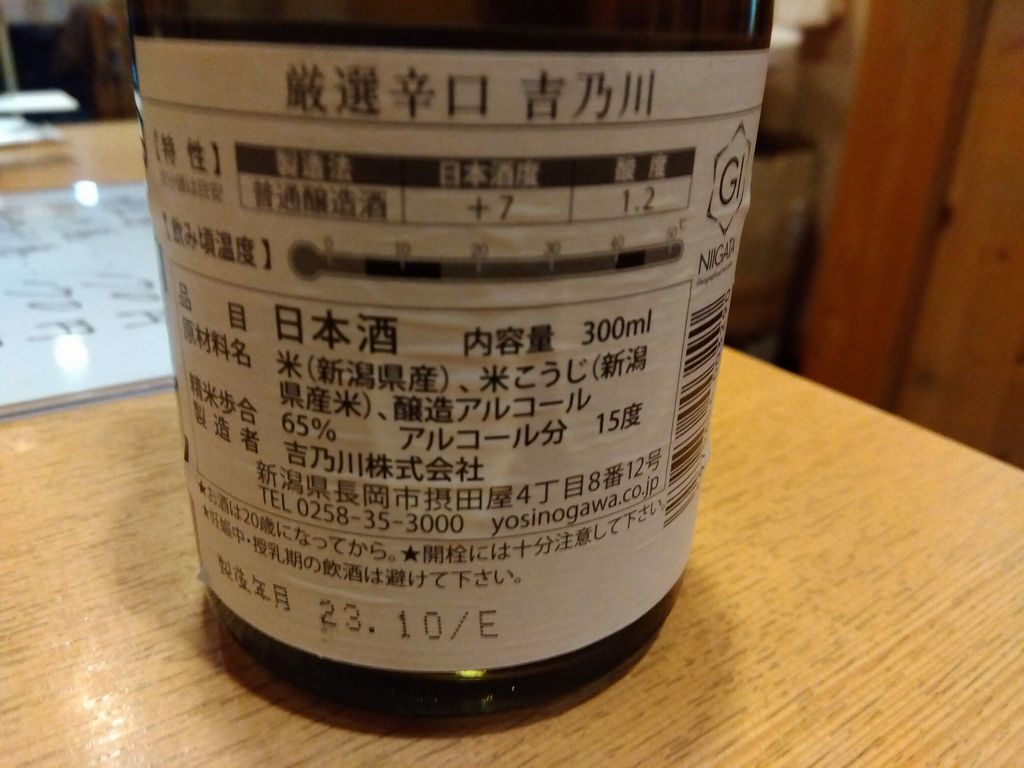 厳選辛口 吉乃川
【特性】
製造法 日本酒度 酸度
普通醸造酒 +7 1.2
【飲み頃温度】
0 10 20 30 40 50℃
GI
NIIGATA
品目 日本酒 内容量 300ml
原材料名 米(新潟県産)、米こうじ(新潟
県産米)、醸造アルコール
精米歩合 65% アルコール分 15度
製造者 吉乃川株式会社
新潟県長岡市摂田屋4丁目8番12号
TEL 0258-35-3000 yosinogawa.co.jp
★お酒は20歳になってから。★開栓には十分注意して下さい。
★妊娠中・授乳期の飲酒は避けて下さい。
製造年月 23.10/E